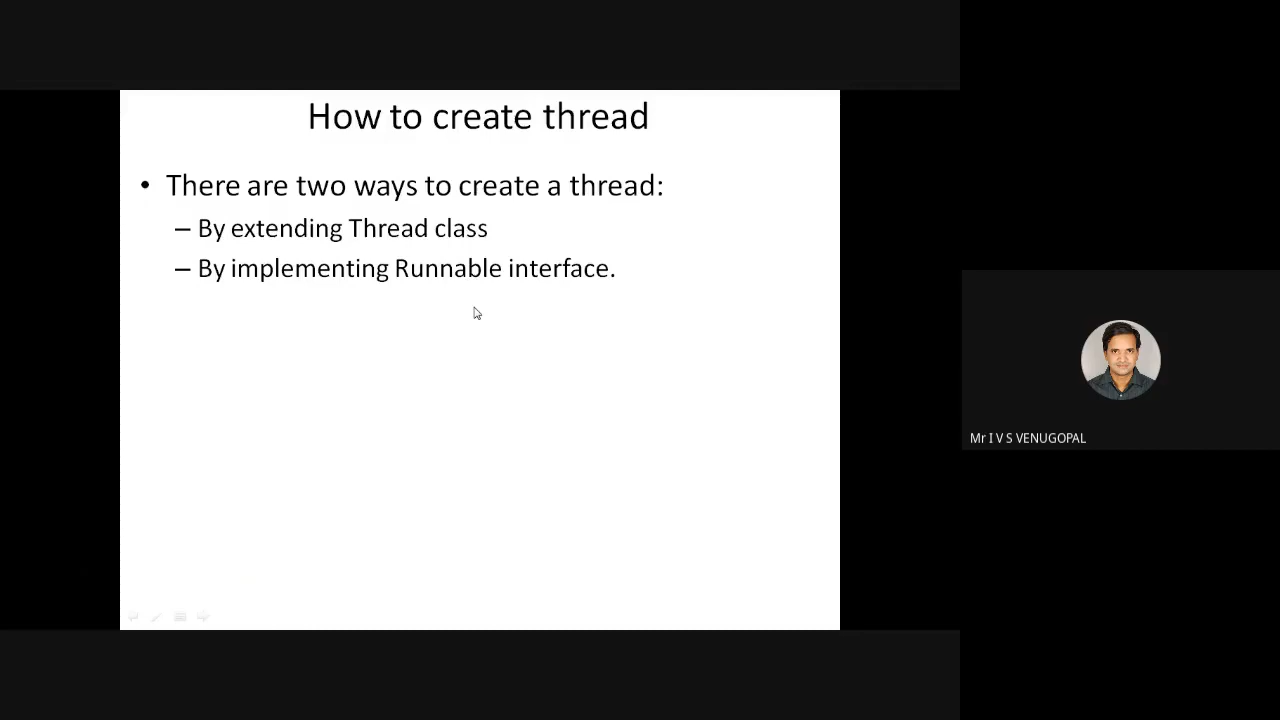 How to create thread
• There are two ways to create a thread:
– By extending Thread class
– By implementing Runnable interface.
Mr I V S VENUGOPAL